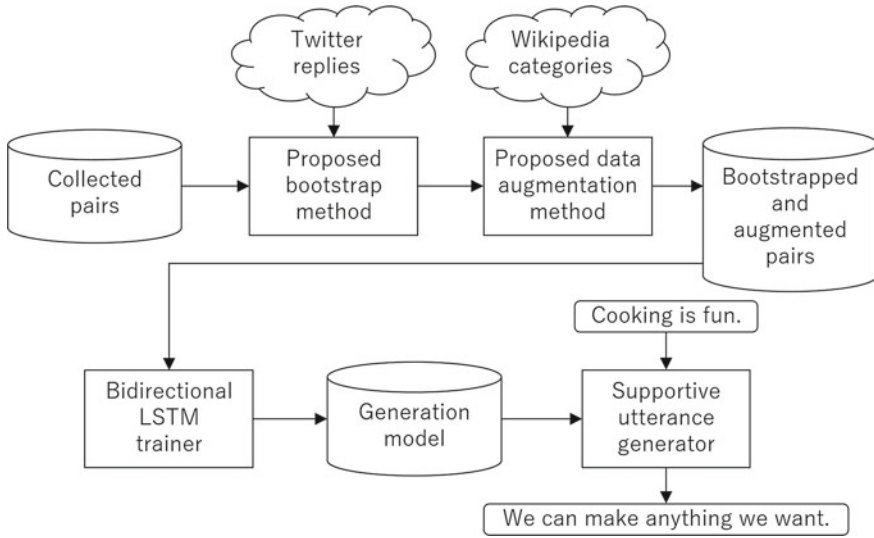 Twitter
replies
Wikipedia
categories
Collected
pairs
Proposed
bootstrap
method
Proposed data
augmentation
method
Bootstrapped
and
augmented
pairs
Cooking is fun.
Bidirectional
LSTM
trainer
Generation
model
Supportive
utterance
generator
We can make anything we want.